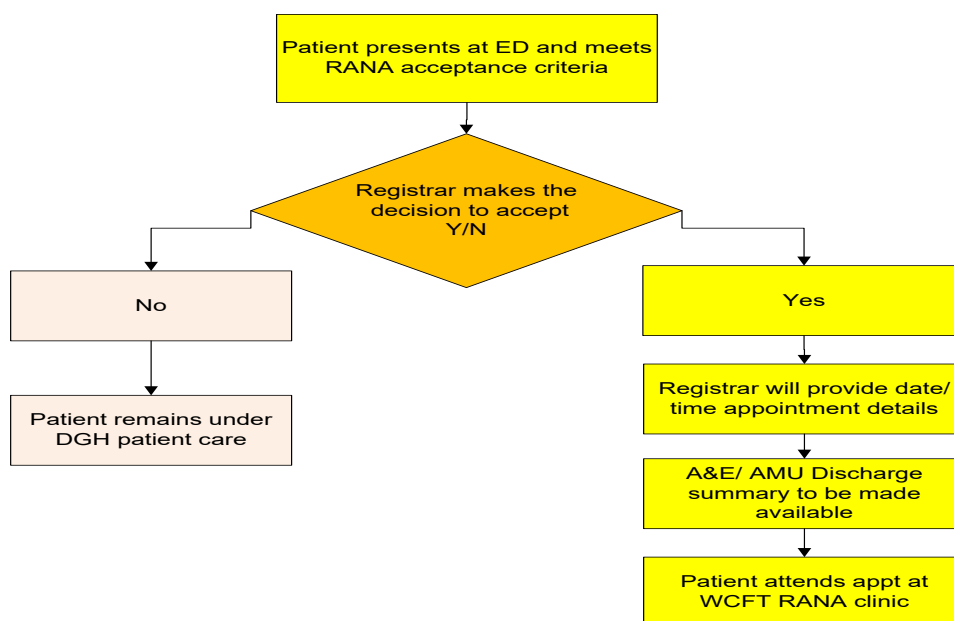 Patient presents at ED and meets
RANA acceptance criteria
Registrar makes the
decision to accept
Y/N
No
Patient remains under
DGH patient care
Yes
Registrar will provide date/
time appointment details
A&E/ AMU Discharge
summary to be made
available
Patient attends appt at
WCFT RANA clinic